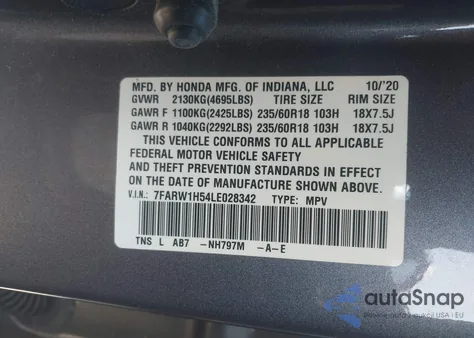 MFD. BY HONDA MFG. OF INDIANA, LLC 10/'20
GVWR 2130KG(4695LBS) TIRE SIZE RIM SIZE
GAWR F 1100KG(2425LBS) 235/60R18 103H 18X7.5J
GAWR R 1040KG(2292LBS) 235/60R18 103H 18X7.5J
THIS VEHICLE CONFORMS TO ALL APPLICABLE
FEDERAL MOTOR VEHICLE SAFETY
AND THEFT PREVENTION STANDARDS IN EFFECT
ON THE DATE OF MANUFACTURE SHOWN ABOVE.
V.I.N.: 7FARW1H54LE028342 TYPE: MPV
TNS L AB7 -NH797M -A-E
autoSnap
aukcji USA i EU